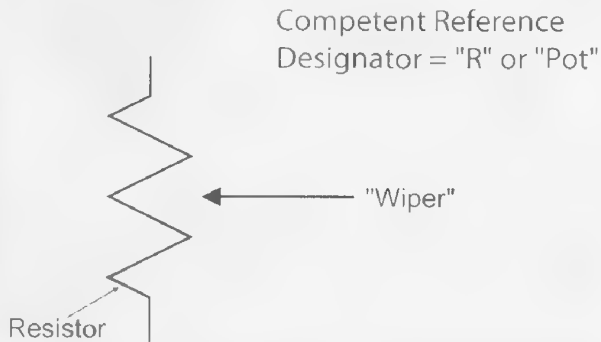 Competent Reference
Designator = "R" or "Pot"
"Wiper"
Resistor